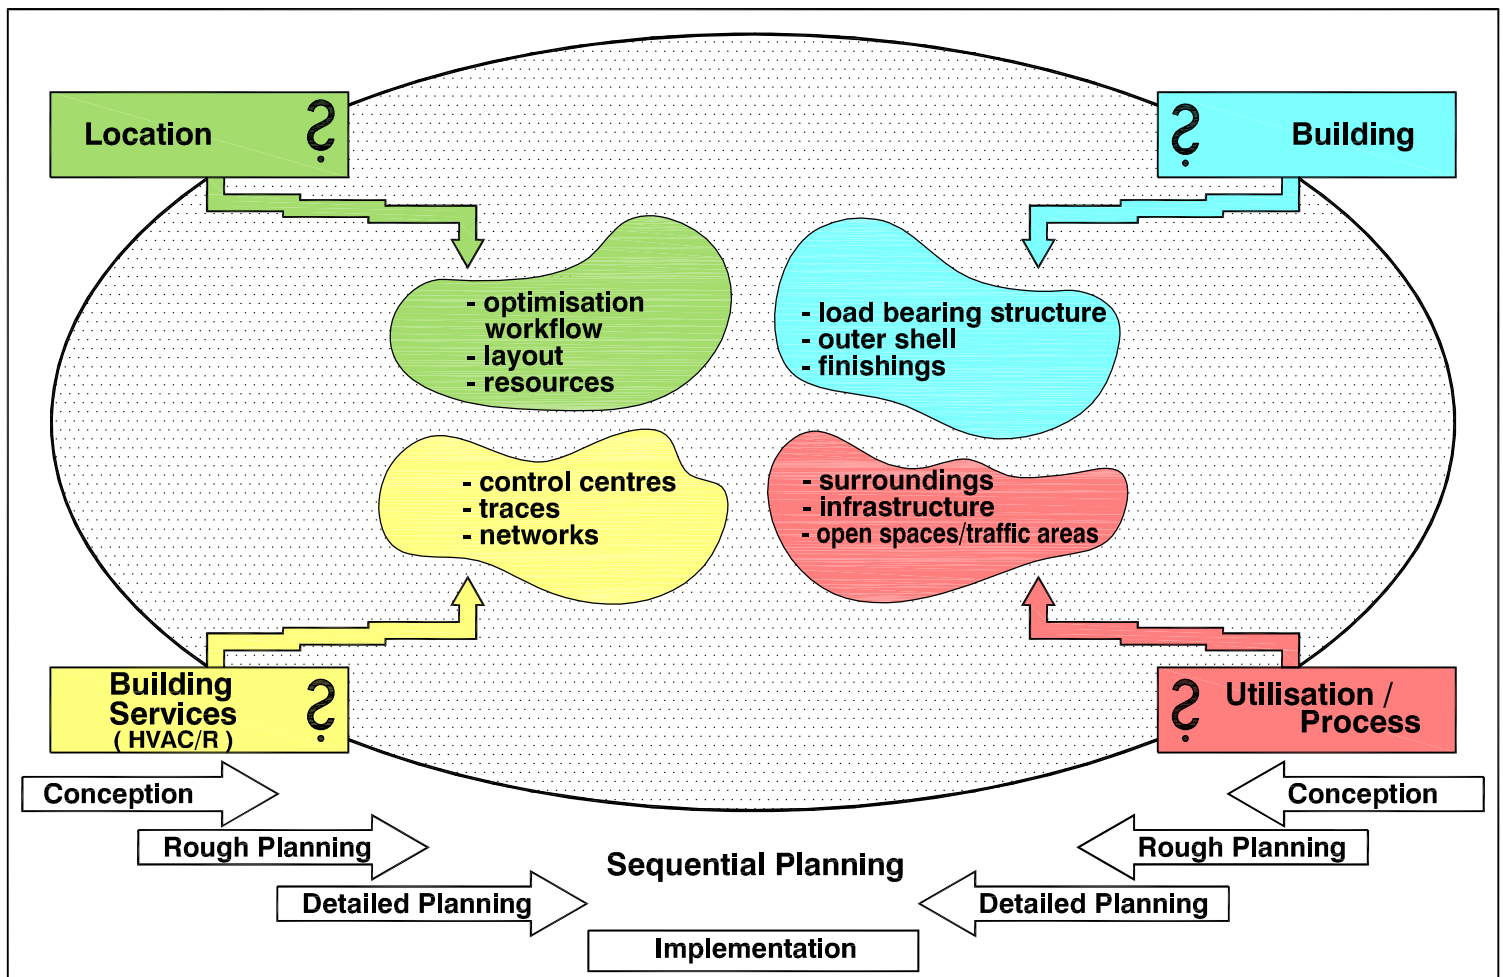 Location ?
? Building
- optimisation
workflow
- layout
- resources
- load bearing structure
- outer shell
- finishings
- control centres
- traces
- networks
- surroundings
- infrastructure
- open spaces/traffic areas
Building
Services
( HVAC/R )
?
?
Utilisation /
Process
Conception
Conception
Rough Planning
Rough Planning
Sequential Planning
Detailed Planning
Detailed Planning
Implementation